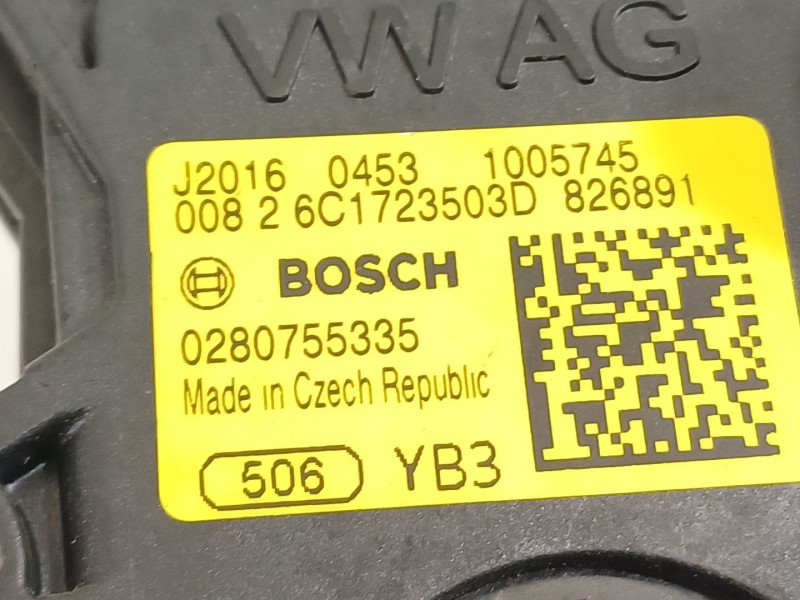 VW AG
J2016 0453 1005745
008 2 6C1723503D 826891
BOSCH
0280755335
Made in Czech Republic
506 YB3